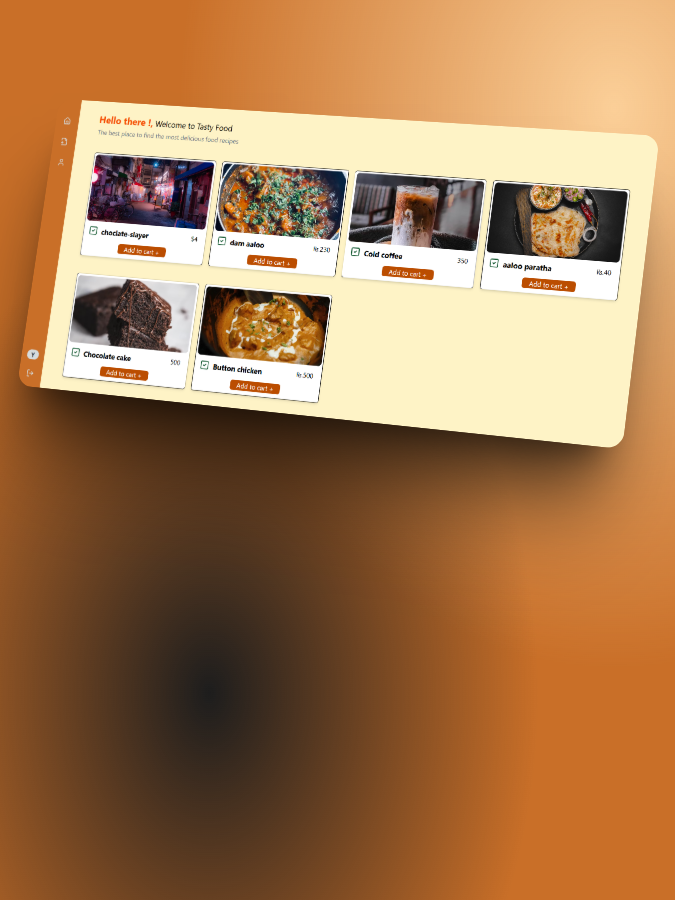 Hello there !, Welcome to Tasty Food
The best place to find the most delicious food recipes
choclate-slayer 54
Add to cart +
dam aaloo Rs.230
Add to cart +
Cold coffee 350
Add to cart +
aaloo paratha Rs.40
Add to cart +
Chocolate cake 500
Add to cart +
Button chicken Rs.500
Add to cart +
Y